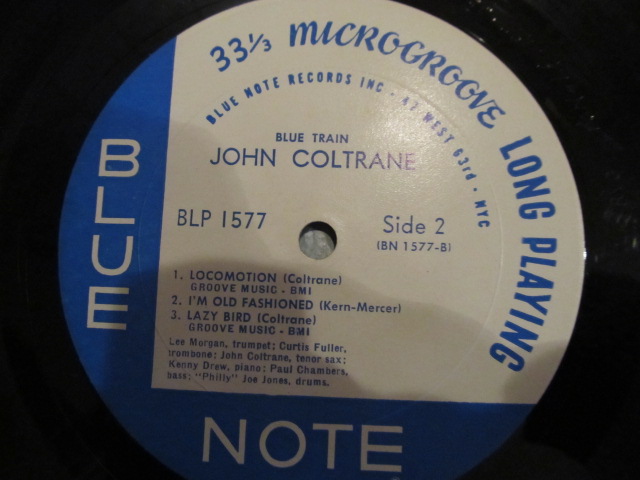 33⅓ MICROGROOVE LONG PLAYING
BLUE NOTE RECORDS INC · 47 WEST 63rd · NYC
BLUE TRAIN
JOHN COLTRANE
BLP 1577
Side 2
(BN 1577-B)
1. LOCOMOTION (Coltrane)
GROOVE MUSIC - BMI
2. I'M OLD FASHIONED (Kern-Mercer)
3. LAZY BIRD (Coltrane)
GROOVE MUSIC - BMI
Lee Morgan, trumpet; Curtis Fuller,
trombone; John Coltrane, tenor sax;
Kenny Drew, piano; Paul Chambers,
bass; "Philly" Joe Jones, drums.
BLUE
NOTE